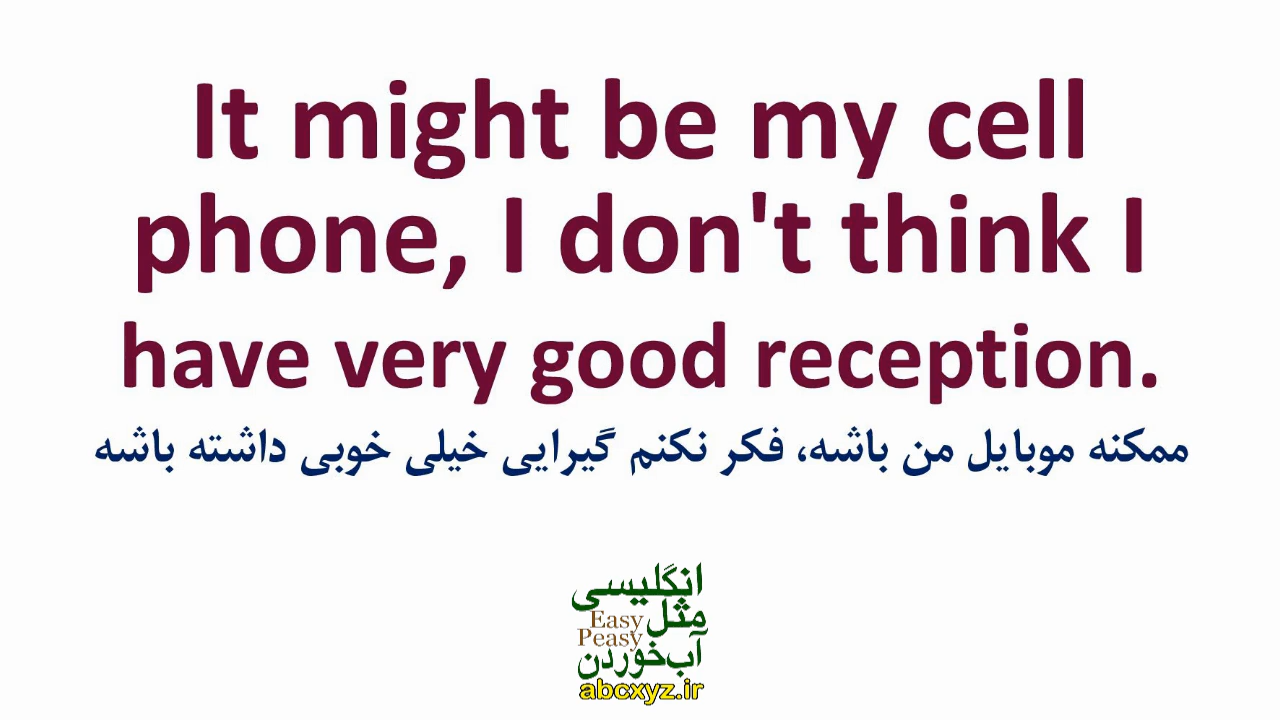 It might be my cell
phone, I don't think I
have very good reception.
ممکنه موبایل من باشه، فکر نکنم گیرایی خیلی خوبی داشته باشه
انگلیسی
مثل
Easy
Peasy
آب‌خوردن
abcxyz.ir